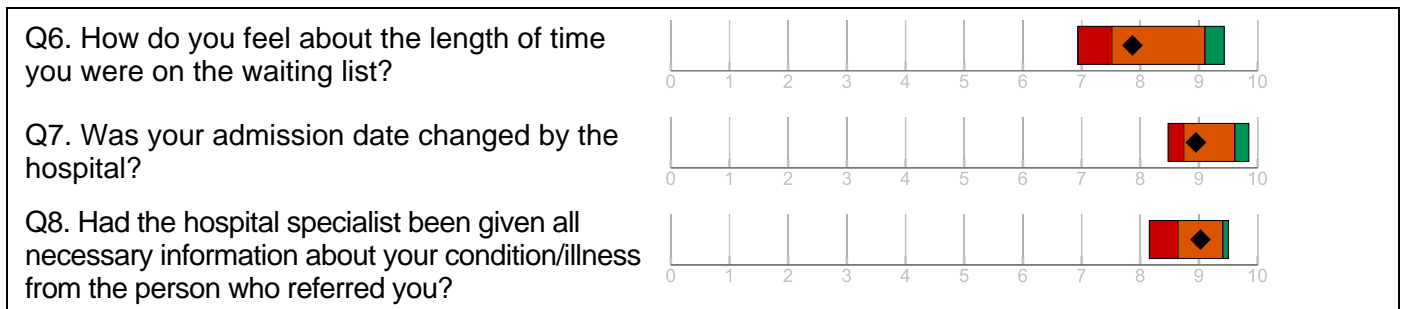 Q6. How do you feel about the length of time
you were on the waiting list?
0 1 2 3 4 5 6 7 8 9 10
Q7. Was your admission date changed by the
hospital?
0 1 2 3 4 5 6 7 8 9 10
Q8. Had the hospital specialist been given all
necessary information about your condition/illness
from the person who referred you?
0 1 2 3 4 5 6 7 8 9 10